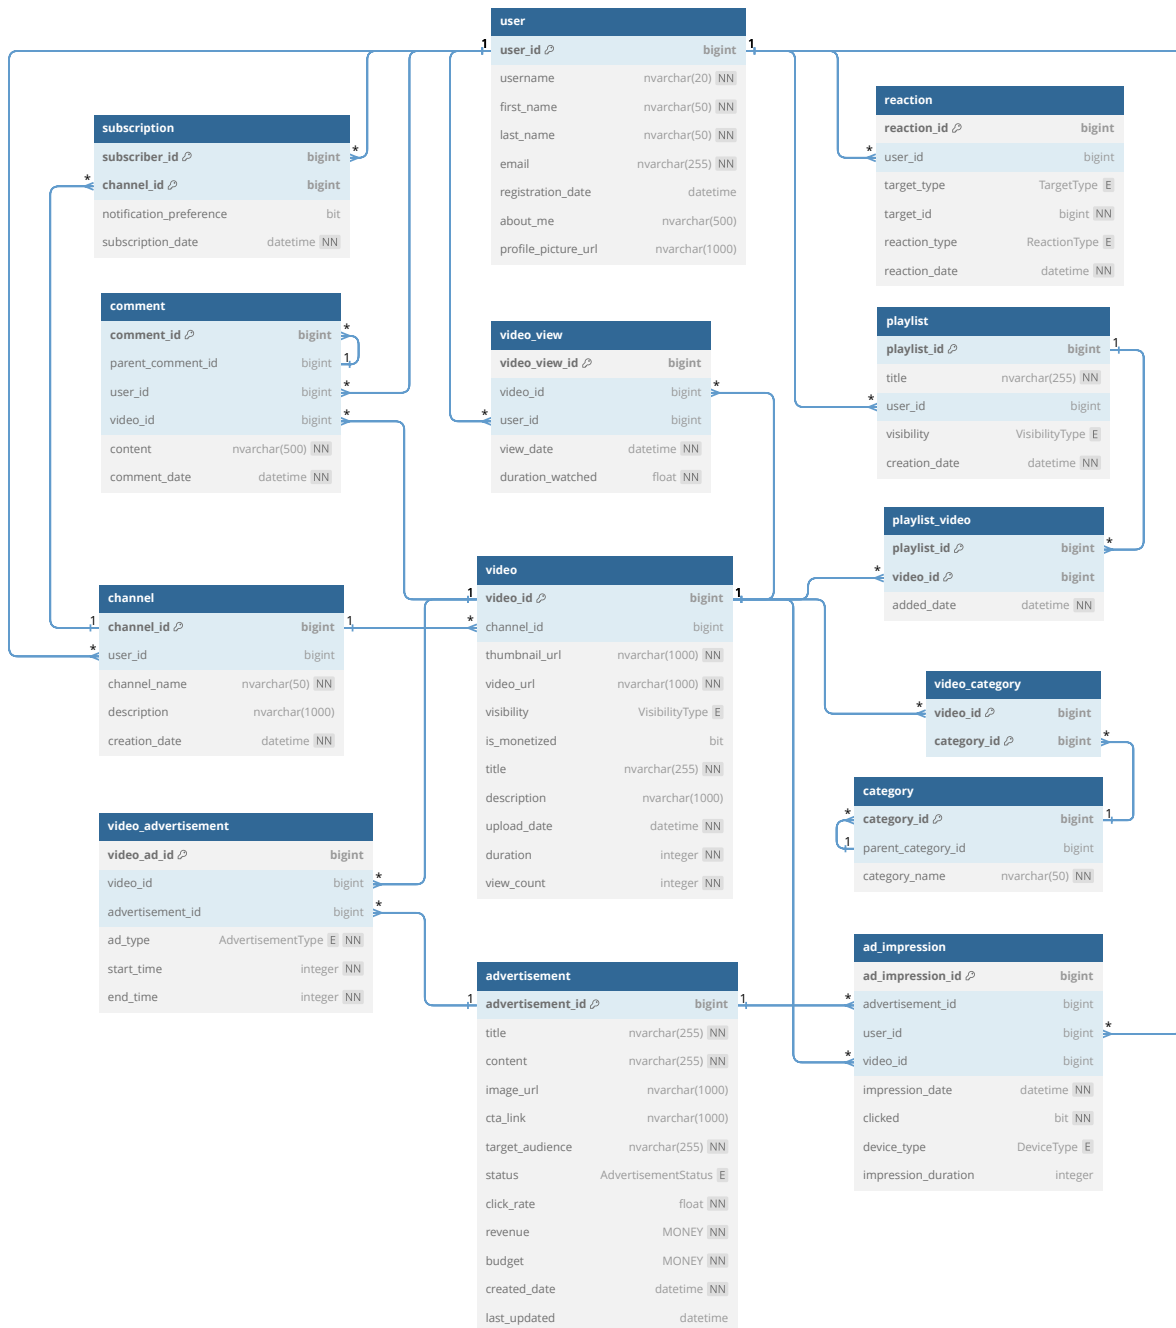 user
user_id bigint
username nvarchar(20) NN
first_name nvarchar(50) NN
last_name nvarchar(50) NN
email nvarchar(255) NN
registration_date datetime
about_me nvarchar(500)
profile_picture_url nvarchar(1000)
1
1
reaction
reaction_id bigint
* user_id bigint
target_type TargetType E
target_id bigint NN
reaction_type ReactionType E
reaction_date datetime NN
subscription
subscriber_id bigint *
* channel_id bigint
notification_preference bit
subscription_date datetime NN
comment
comment_id bigint *
parent_comment_id bigint 1
user_id bigint *
video_id bigint *
content nvarchar(500) NN
comment_date datetime NN
video_view
video_view_id bigint
video_id bigint *
* user_id bigint
view_date datetime NN
duration_watched float NN
playlist
playlist_id bigint 1
title nvarchar(255) NN
* user_id bigint
visibility VisibilityType E
creation_date datetime NN
playlist_video
playlist_id bigint *
* video_id bigint
added_date datetime NN
channel
1 channel_id bigint 1
* user_id bigint
channel_name nvarchar(50) NN
description nvarchar(1000)
creation_date datetime NN
video
1 video_id bigint 1
* channel_id bigint
thumbnail_url nvarchar(1000) NN
video_url nvarchar(1000) NN
visibility VisibilityType E
is_monetized bit
title nvarchar(255) NN
description nvarchar(1000)
upload_date datetime NN
duration integer NN
view_count integer NN
video_category
* video_id bigint
category_id bigint *
category
* category_id bigint 1
1 parent_category_id bigint
category_name nvarchar(50) NN
video_advertisement
video_ad_id bigint
video_id bigint *
advertisement_id bigint *
ad_type AdvertisementType E NN
start_time integer NN
end_time integer NN
advertisement
1 advertisement_id bigint 1
title nvarchar(255) NN
content nvarchar(255) NN
image_url nvarchar(1000)
cta_link nvarchar(1000)
target_audience nvarchar(255) NN
status AdvertisementStatus E
click_rate float NN
revenue MONEY NN
budget MONEY NN
created_date datetime NN
last_updated datetime
ad_impression
ad_impression_id bigint
* advertisement_id bigint
user_id bigint *
* video_id bigint
impression_date datetime NN
clicked bit NN
device_type DeviceType E
impression_duration integer